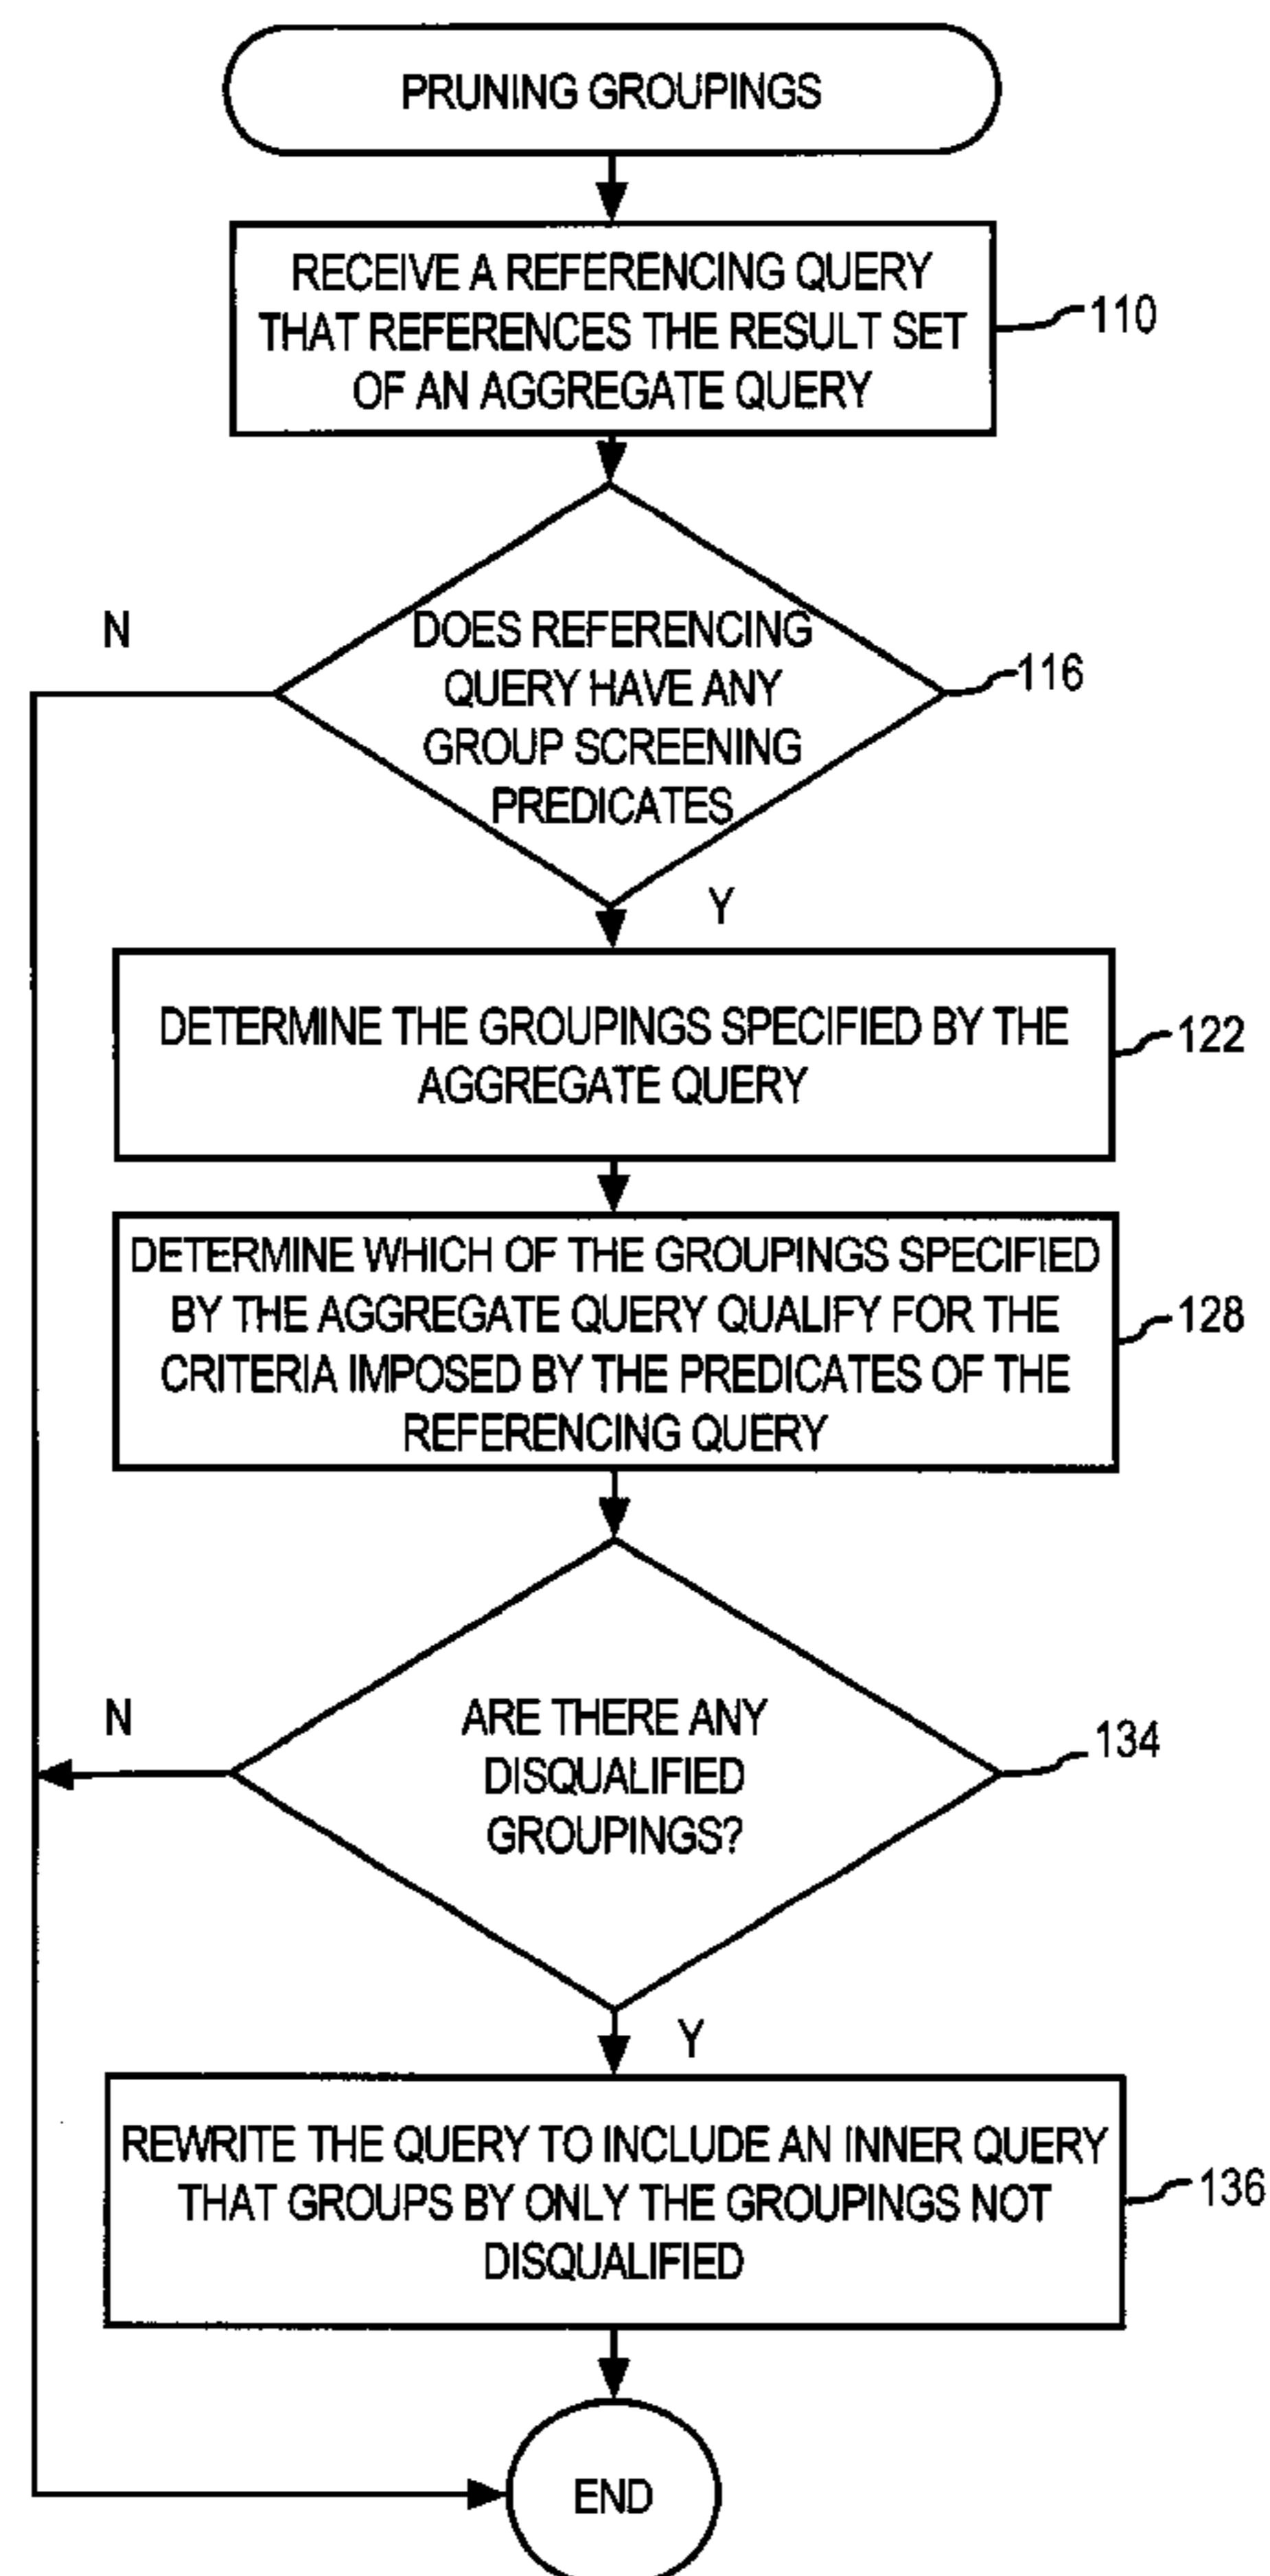 PRUNING GROUPINGS
RECEIVE A REFERENCING QUERY
THAT REFERENCES THE RESULT SET
OF AN AGGREGATE QUERY
110
N
DOES REFERENCING
QUERY HAVE ANY
GROUP SCREENING
PREDICATES
116
Y
DETERMINE THE GROUPINGS SPECIFIED BY THE
AGGREGATE QUERY
122
DETERMINE WHICH OF THE GROUPINGS SPECIFIED
BY THE AGGREGATE QUERY QUALIFY FOR THE
CRITERIA IMPOSED BY THE PREDICATES OF THE
REFERENCING QUERY
128
N
ARE THERE ANY
DISQUALIFIED
GROUPINGS?
134
Y
REWRITE THE QUERY TO INCLUDE AN INNER QUERY
THAT GROUPS BY ONLY THE GROUPINGS NOT
DISQUALIFIED
136
END